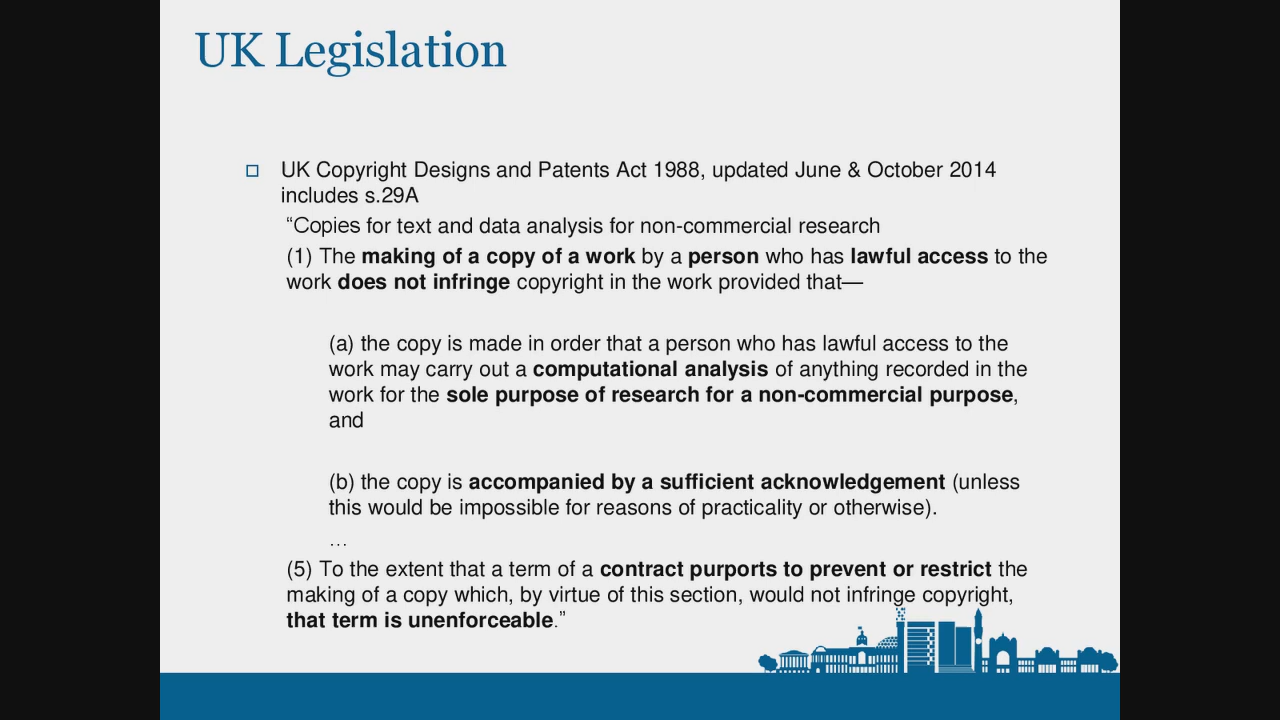 UK Legislation
UK Copyright Designs and Patents Act 1988, updated June & October 2014
includes s.29A
“Copies for text and data analysis for non-commercial research
(1) The making of a copy of a work by a person who has lawful access to the
work does not infringe copyright in the work provided that—
(a) the copy is made in order that a person who has lawful access to the
work may carry out a computational analysis of anything recorded in the
work for the sole purpose of research for a non-commercial purpose,
and
(b) the copy is accompanied by a sufficient acknowledgement (unless
this would be impossible for reasons of practicality or otherwise).
…
(5) To the extent that a term of a contract purports to prevent or restrict the
making of a copy which, by virtue of this section, would not infringe copyright,
that term is unenforceable.”